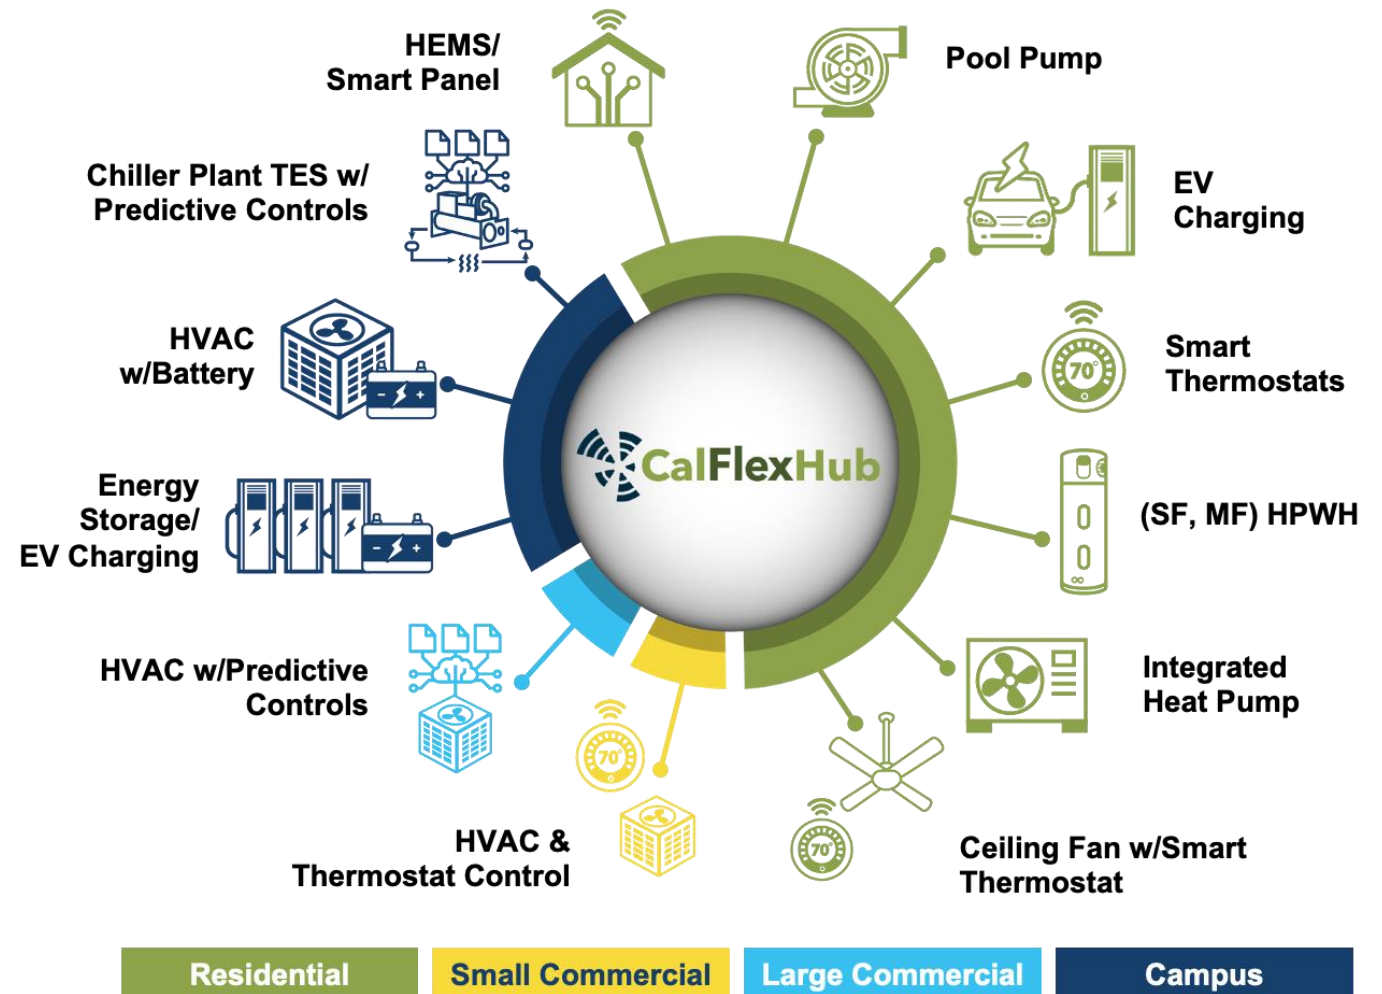 HEMS/
Smart Panel
Pool Pump
Chiller Plant TES w/
Predictive Controls
EV
Charging
HVAC
w/Battery
Smart
Thermostats
70°
CalFlexHub
Energy
Storage/
EV Charging
(SF, MF) HPWH
HVAC w/Predictive
Controls
Integrated
Heat Pump
70°
HVAC &
Thermostat Control
70°
Ceiling Fan w/Smart
Thermostat
Residential
Small Commercial
Large Commercial
Campus